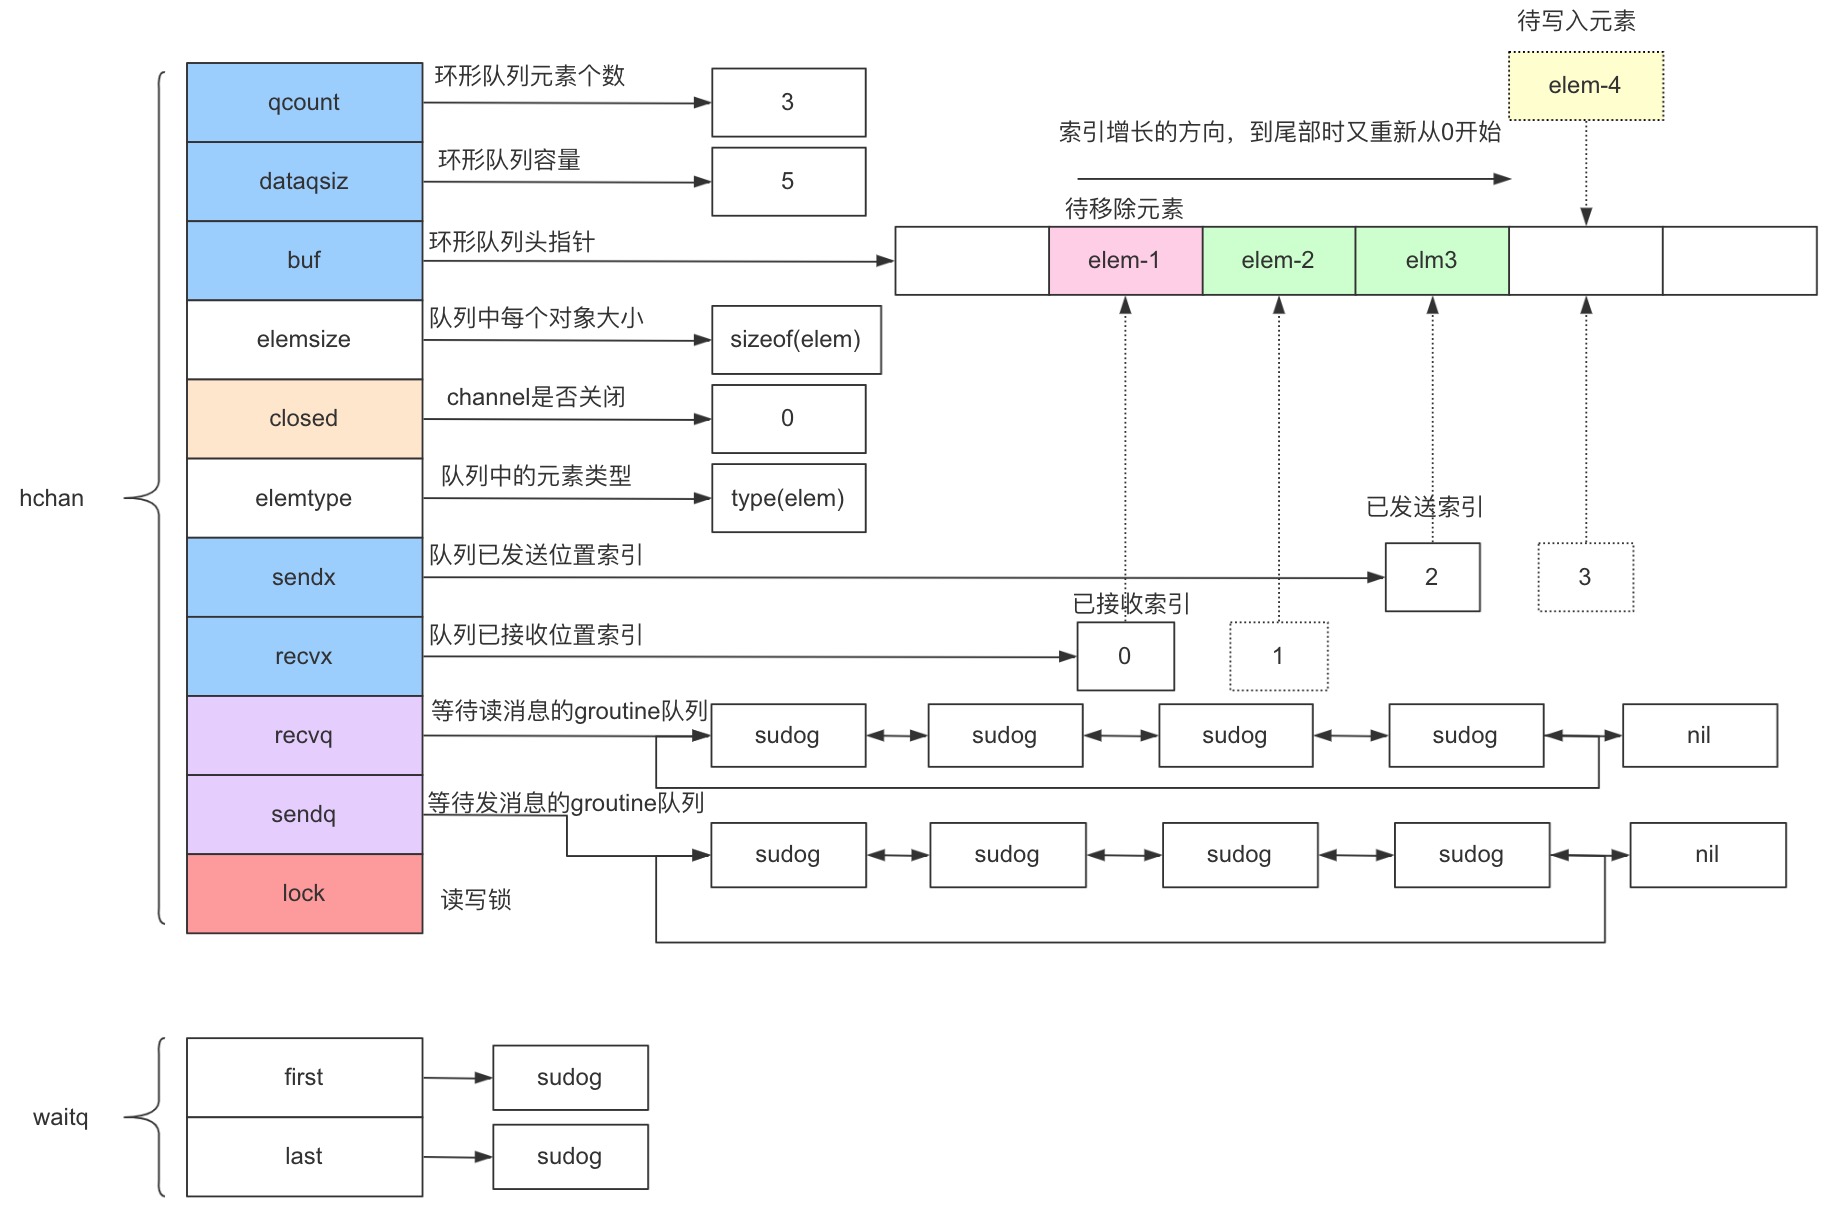 待写入元素
elem-4
qcount
环形队列元素个数
3
索引增长的方向，到尾部时又重新从0开始
dataqsiz
环形队列容量
5
待移除元素
buf
环形队列头指针
elem-1
elem-2
elm3
elemsize
队列中每个对象大小
sizeof(elem)
closed
channel是否关闭
0
hchan
elemtype
队列中的元素类型
type(elem)
已发送索引
sendx
队列已发送位置索引
2
3
已接收索引
recvx
队列已接收位置索引
0
1
recvq
等待读消息的groutine队列
sudog
sudog
sudog
sudog
nil
sendq
等待发消息的groutine队列
sudog
sudog
sudog
sudog
nil
lock
读写锁
waitq
first
sudog
last
sudog